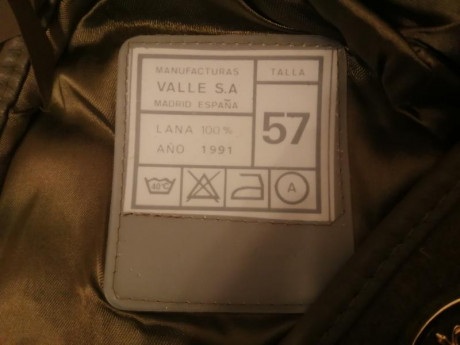 MANUFACTURAS
VALLE S.A
MADRID ESPAÑA
TALLA
57
LANA 100%
AÑO 1991
A